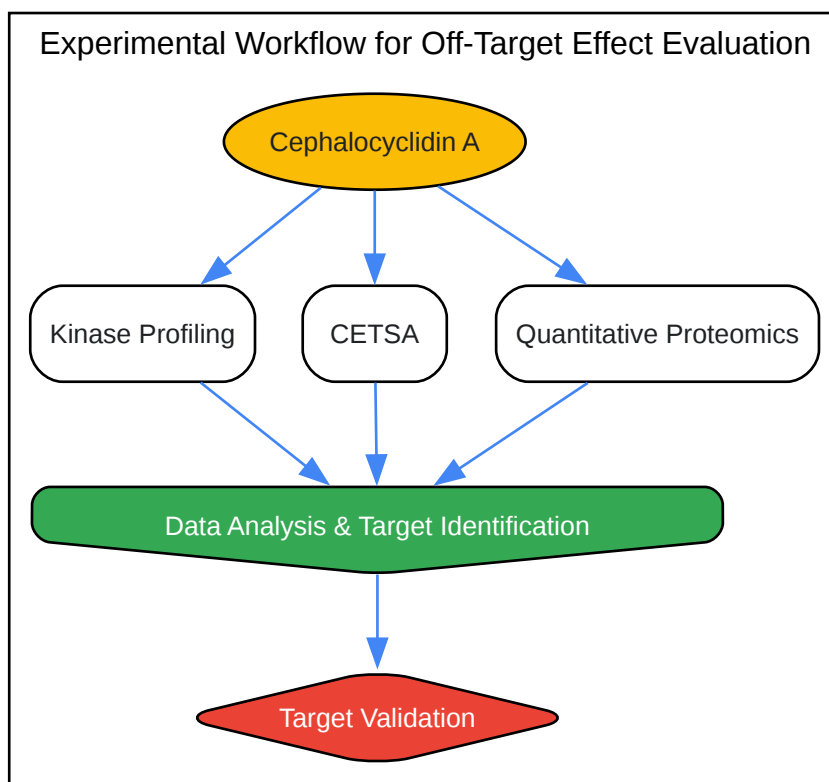 Experimental Workflow for Off-Target Effect Evaluation
Cephalocyclidin A
Kinase Profiling
CETSA
Quantitative Proteomics
Data Analysis & Target Identification
Target Validation